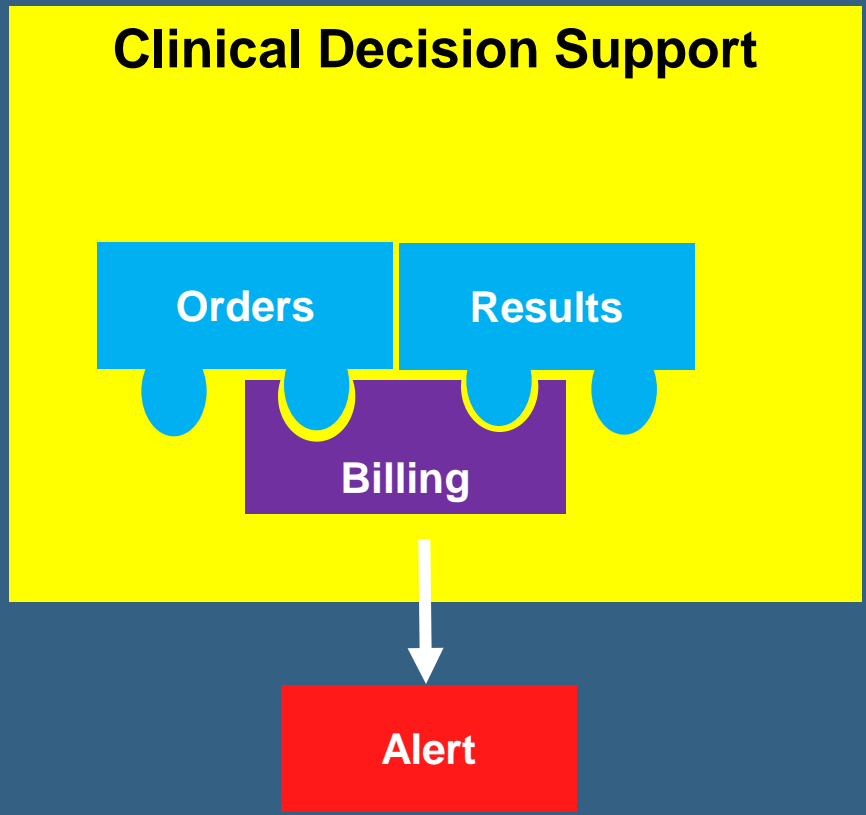 Clinical Decision Support
Orders
Results
Billing
Alert